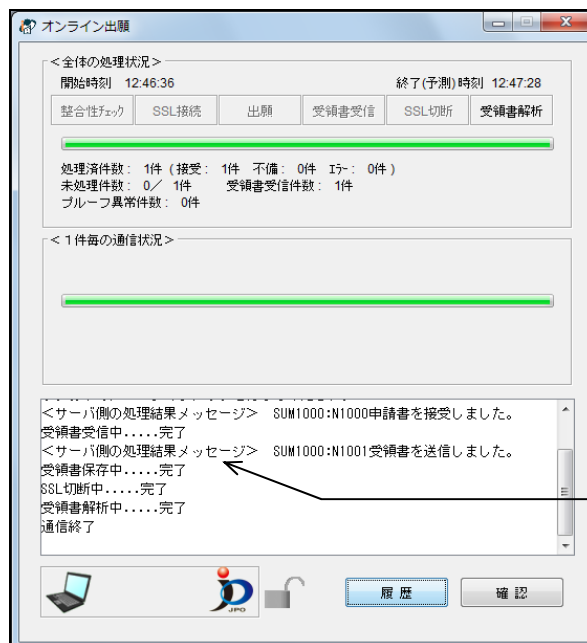 オンライン出願
<全体の処理状況>
開始時刻 12:46:36 終了(予測)時刻 12:47:28
整合性チェック SSL接続 出願 受領書受信 SSL切断 受領書解析
処理済件数: 1件 (接受: 1件 不備: 0件 エラー: 0件 )
未処理件数: 0/ 1件 受領書受信件数: 1件
プルーフ異常件数: 0件
<1件毎の通信状況>
<サーバ側の処理結果メッセージ> SUM1000:N1000申請書を接受しました。
受領書受信中.....完了
<サーバ側の処理結果メッセージ> SUM1000:N1001受領書を送信しました。
受領書保存中.....完了
SSL切断中.....完了
受領書解析中.....完了
通信終了
JPO
履歴 確認